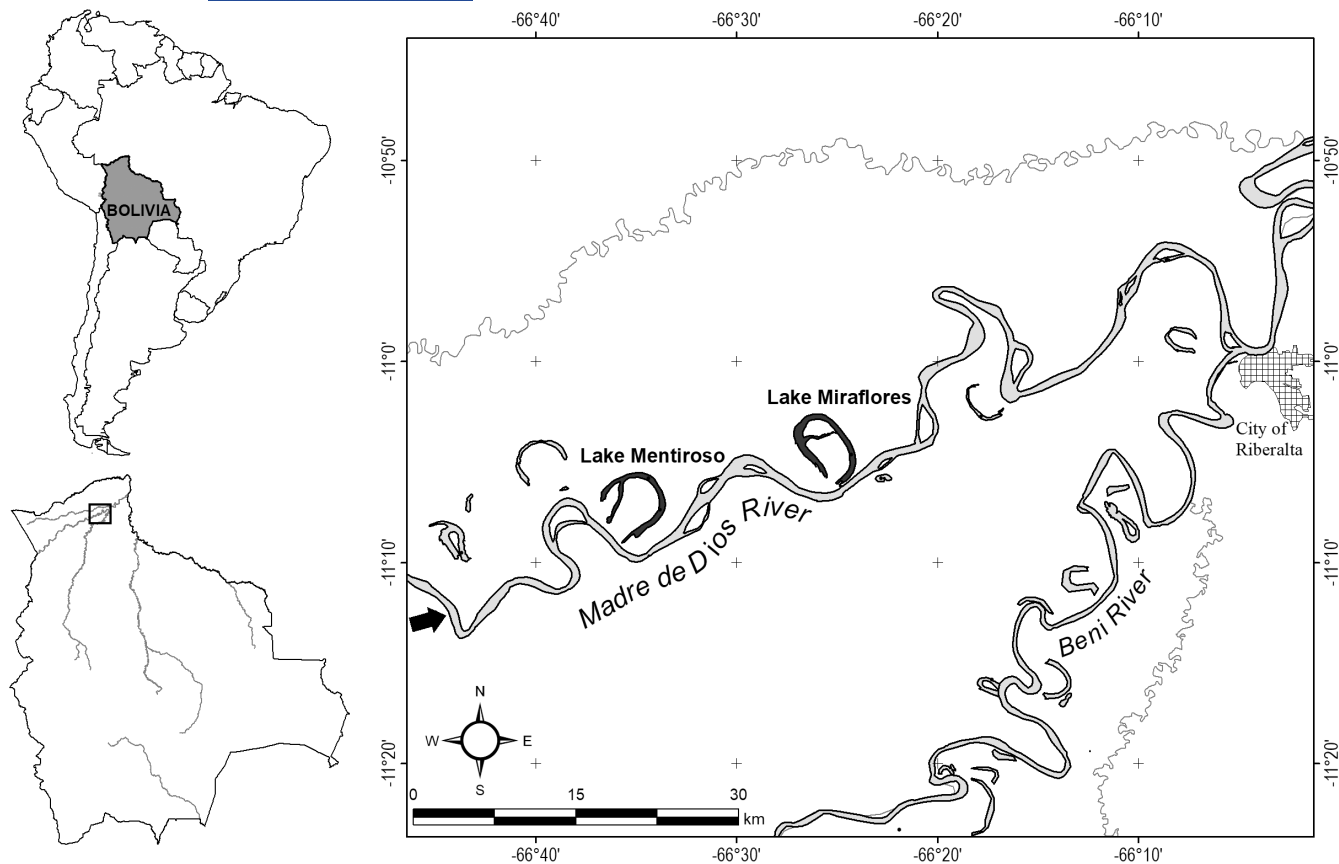 -66°40'
-66°30'
-66°20'
-66°10'
-10°50'
-10°50'
BOLIVIA
-11°0'
-11°0'
Lake Miraflores
City of
Riberalta
Lake Mentiroso
Madre de Dios River
-11°10'
-11°10'
Beni River
N
W
E
S
-11°20'
-11°20'
0
15
30
km
-66°40'
-66°30'
-66°20'
-66°10'